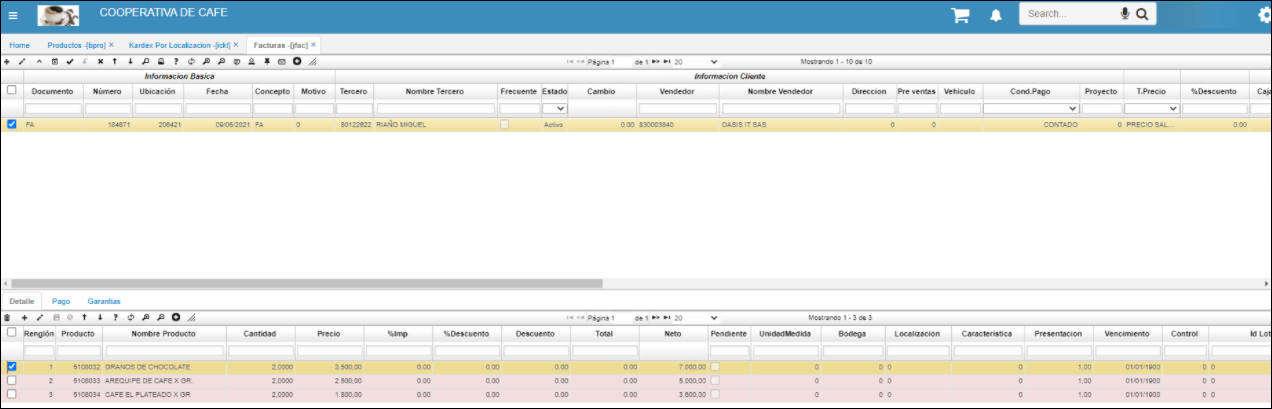 COOPERATIVA DE CAFE
Search...
Home Productos -[bpro] × Kardex Por Localizacion -[ickl] × Facturas -[jfac] ×
Página 1 de 1 20 Mostrando 1 - 10 de 10
Informacion Basica Informacion Cliente
Documento Número Ubicación Fecha Concepto Motivo Tercero Nombre Tercero Frecuente Estado Cambio Vendedor Nombre Vendedor Direccion Pre ventas Vehiculo Cond.Pago Proyecto T.Precio %Descuento Caja
FA 184671 206421 09/06/2021 FA 0 80122622 RIAÑO MIGUEL Activo 0.00 830003840 OASIS IT SAS 0 0 CONTADO 0 PRECIO SAL... 0.00
Detalle Pago Garantias
Página 1 de 1 20 Mostrando 1 - 3 de 3
Renglón Producto Nombre Producto Cantidad Precio %Imp %Descuento Descuento Total Neto Pendiente UnidadMedida Bodega Localizacion Caracteristica Presentacion Vencimiento Control Id Lot
1 5108032 GRANOS DE CHOCOLATE 2,0000 3.500,00 0.00 0.00 0.00 0.00 7.000,00 0 0 0 0 1,00 01/01/1900 0 0
2 5108033 AREQUIPE DE CAFE X GR. 2,0000 2.500,00 0.00 0.00 0.00 0.00 5.000,00 0 0 0 0 1,00 01/01/1900 0 0
3 5108034 CAFE EL PLATEADO X GR 2,0000 1.800,00 0.00 0.00 0.00 0.00 3.600,00 0 0 0 0 1,00 01/01/1900 0 0